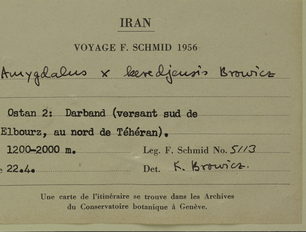 IRAN
VOYAGE F. SCHMID 1956
Amygdalus x keredjensis Browicz
Ostan 2: Darband (versant sud de
Elbourz, au nord de Téhéran).
1200-2000 m. Leg. F. Schmid No. 5113
e 22.4. Det. K. Browicz
Une carte de l'itinéraire se trouve dans les Archives
du Conservatoire botanique à Genève.